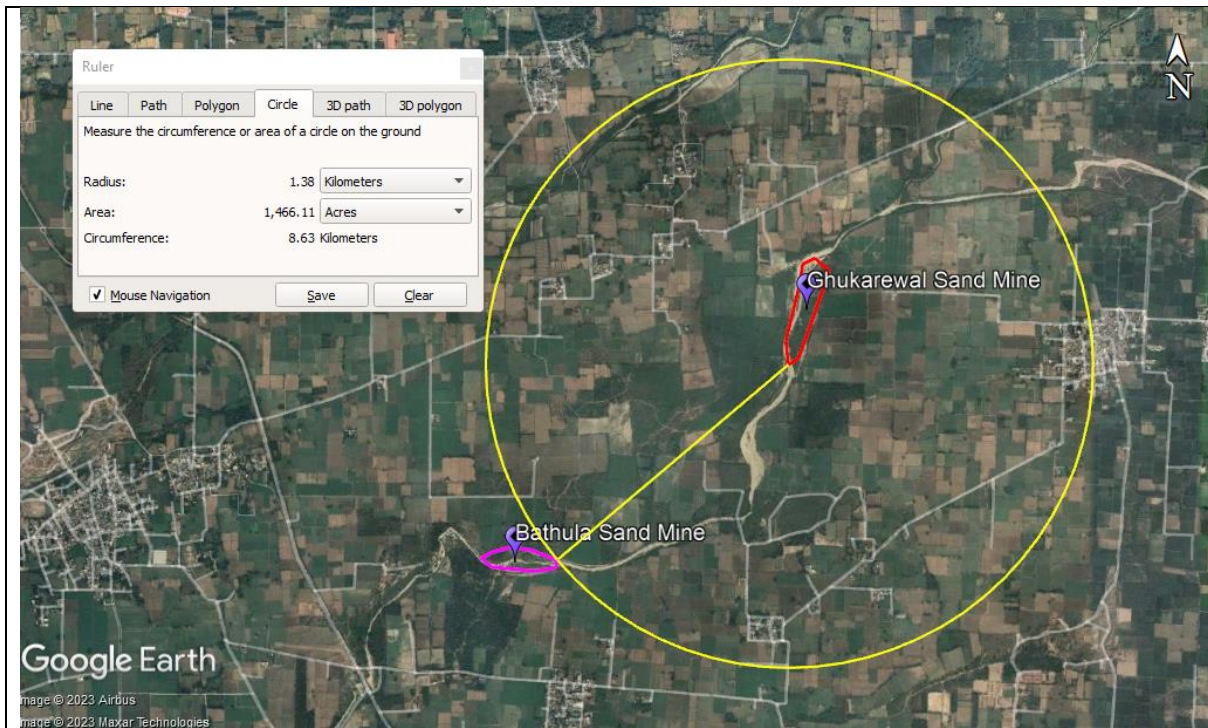 Ruler
Line Path Polygon Circle 3D path 3D polygon
Measure the circumference or area of a circle on the ground
Radius: 1.38 Kilometers
Area: 1,466.11 Acres
Circumference: 8.63 Kilometers
Mouse Navigation Save Clear
N
Ghukarewal Sand Mine
Bathula Sand Mine
Google Earth
mage © 2023 Airbus
mage © 2023 Maxar Technologies